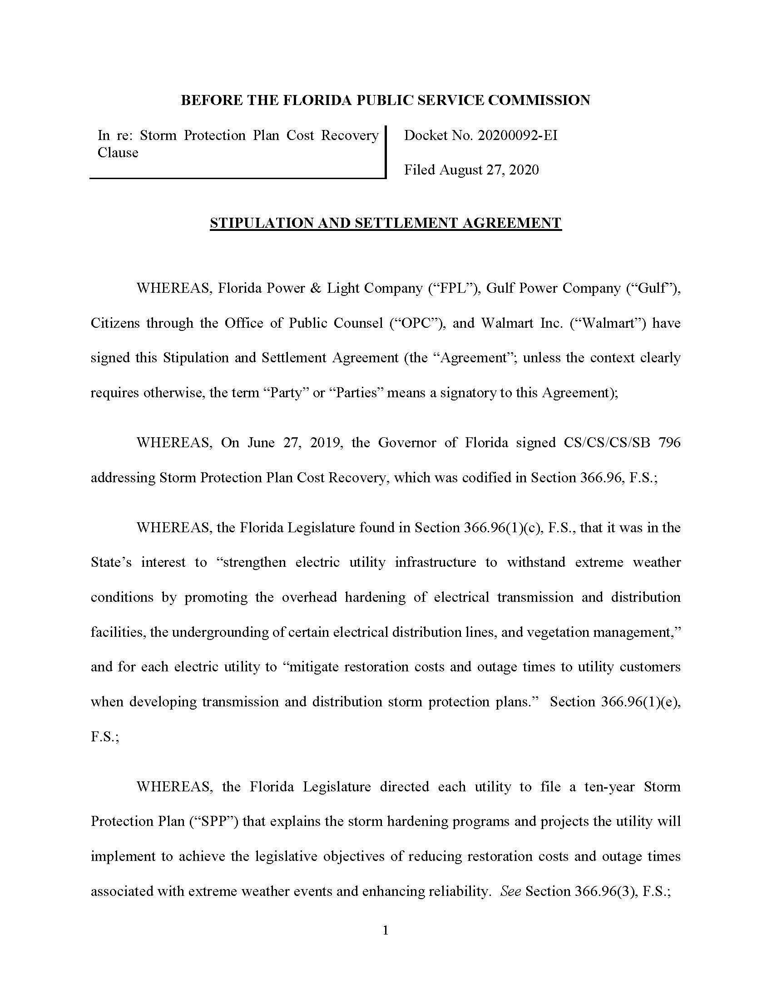 BEFORE THE FLORIDA PUBLIC SERVICE COMMISSION
In re: Storm Protection Plan Cost Recovery
Clause
Docket No. 20200092-EI
Filed August 27, 2020
STIPULATION AND SETTLEMENT AGREEMENT
WHEREAS, Florida Power & Light Company (“FPL”), Gulf Power Company (“Gulf”),
Citizens through the Office of Public Counsel (“OPC”), and Walmart Inc. (“Walmart”) have
signed this Stipulation and Settlement Agreement (the “Agreement”; unless the context clearly
requires otherwise, the term “Party” or “Parties” means a signatory to this Agreement);
WHEREAS, On June 27, 2019, the Governor of Florida signed CS/CS/CS/SB 796
addressing Storm Protection Plan Cost Recovery, which was codified in Section 366.96, F.S.;
WHEREAS, the Florida Legislature found in Section 366.96(1)(c), F.S., that it was in the
State’s interest to “strengthen electric utility infrastructure to withstand extreme weather
conditions by promoting the overhead hardening of electrical transmission and distribution
facilities, the undergrounding of certain electrical distribution lines, and vegetation management,”
and for each electric utility to “mitigate restoration costs and outage times to utility customers
when developing transmission and distribution storm protection plans.” Section 366.96(1)(e),
F.S.;
WHEREAS, the Florida Legislature directed each utility to file a ten-year Storm
Protection Plan (“SPP”) that explains the storm hardening programs and projects the utility will
implement to achieve the legislative objectives of reducing restoration costs and outage times
associated with extreme weather events and enhancing reliability. See Section 366.96(3), F.S.;
1